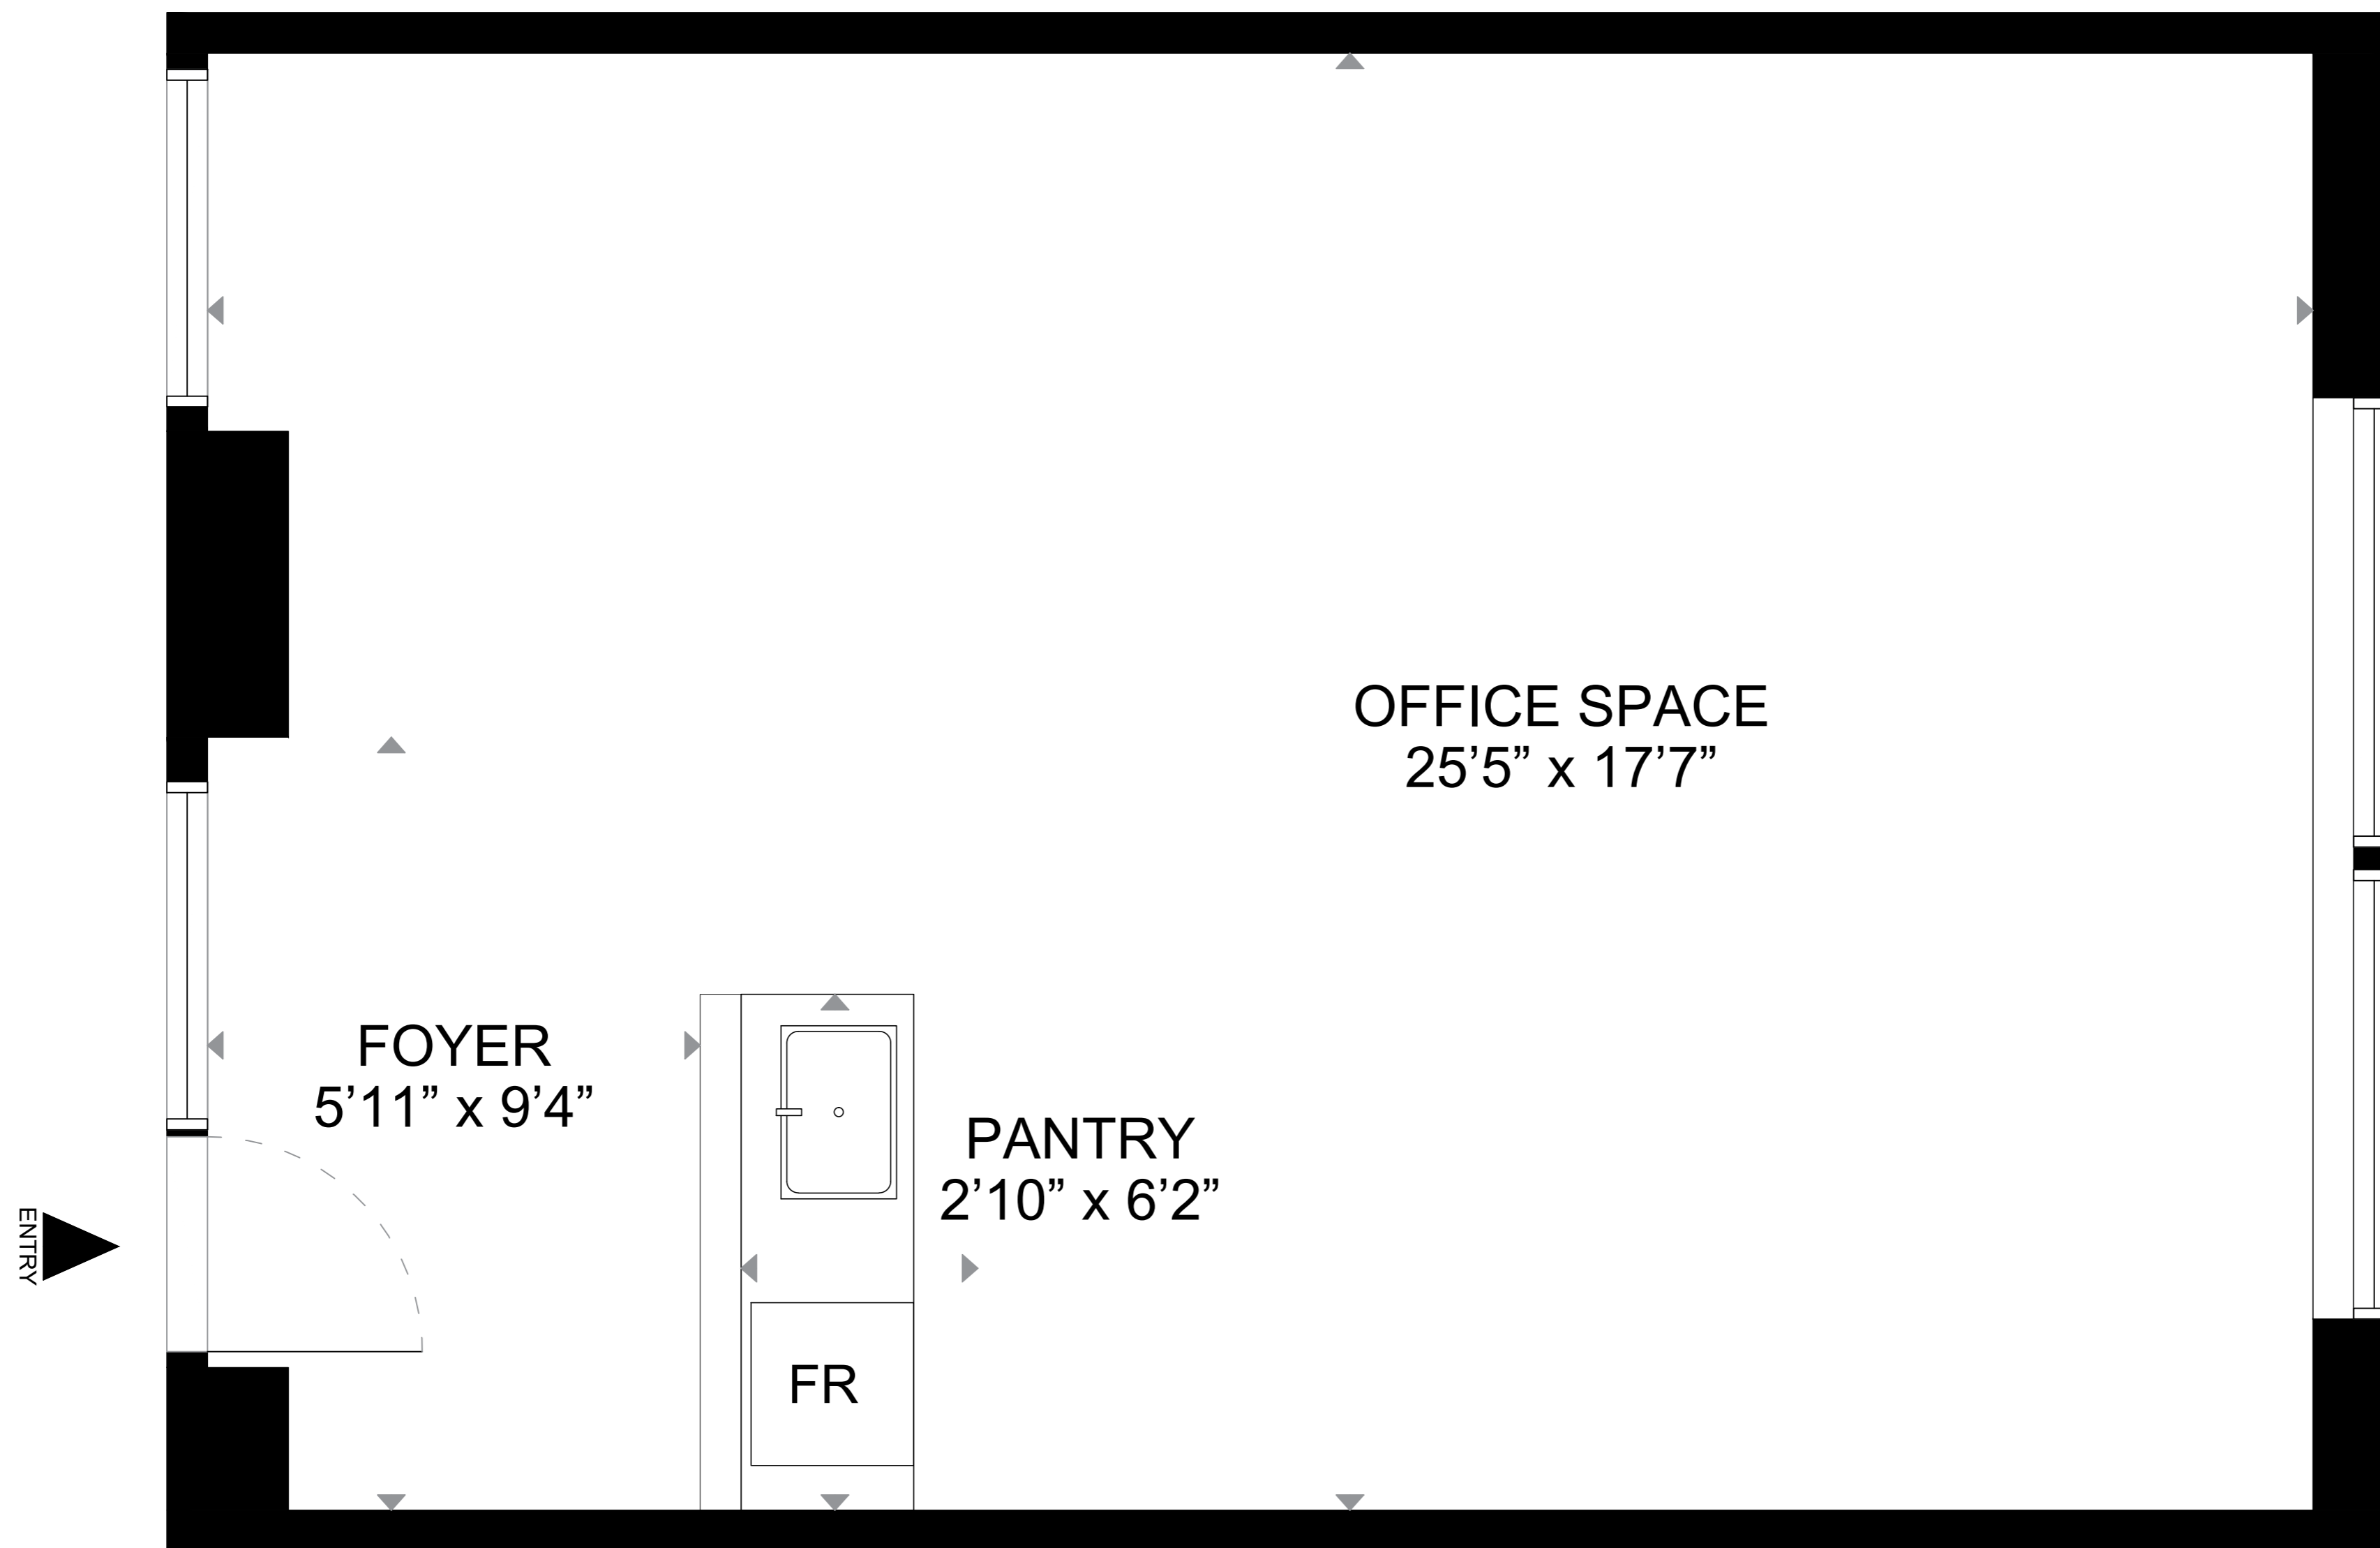 OFFICE SPACE
25’5” x 17’7”
FOYER
5’11” x 9’4”
PANTRY
2’10” x 6’2”
ENTRY
FR